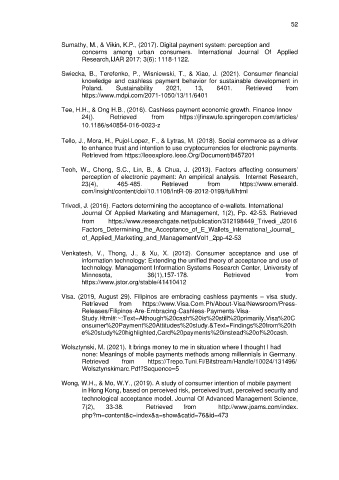 52
Sumathy, M., & Vikin, K.P., (2017). Digital payment system: perception and
concerns among urban consumers. International Journal Of Applied
Research,IJAR 2017; 3(6): 1118-1122.
Swiecka, B., Terefenko, P., Wisniewski, T., & Xiao, J. (2021). Consumer financial
knowledge and cashless payment behavior for sustainable development in
Poland. Sustainability 2021, 13, 6401. Retrieved from
https://www.mdpi.com/2071-1050/13/11/6401
Tee, H.H., & Ong H.B., (2016). Cashless payment economic growth. Finance Innov
24(). Retrieved from https://jfinswufe.springeropen.com/articles/
10.1186/s40854-016-0023-z
Tello, J., Mora, H., Pujol-Lopez, F., & Lytras, M. (2018). Social commerce as a driver
to enhance trust and intention to use cryptocurrencies for electronic payments.
Retrieved from https://Ieeexplore.Ieee.Org/Document/8457201
Teoh, W., Chong, S.C., Lin, B., & Chua, J. (2013). Factors affecting consumers'
perception of electronic payment: An empirical analysis. Internet Research,
23(4), 465-485. Retrieved from https://www.emerald.
com/insight/content/doi/10.1108/IntR-09-2012-0199/full/html
Trivedi, J. (2016). Factors determining the acceptance of e-wallets. International
Journal Of Applied Marketing and Management, 1(2), Pp. 42-53. Retrieved
from https://www.researchgate.net/publication/312198449_Trivedi_J2016.
Factors_Determining_the_Acceptance_of_E_Wallets_International_Journal_
of_Applied_Marketing_and_ManagementVol1_2pp-42-53
Venkatesh, V., Thong, J., & Xu, X. (2012). Consumer acceptance and use of
information technology: Extending the unified theory of acceptance and use of
technology. Management Information Systems Research Center, University of
Minnesota, 36(1),157-178. Retrieved from
https://www.jstor.org/stable/41410412
Visa. (2019, August 29). Filipinos are embracing cashless payments – visa study.
Retrieved from https://www.Visa.Com.Ph/About-Visa/Newsroom/Press-
Releases/Filipinos-Are-Embracing-Cashless-Payments-Visa-
Study.Html#:~:Text=Although%20cash%20is%20still%20primarily,Visa%20C
onsumer%20Payment%20Attitudes%20study.&Text=Findings%20from%20th
e%20study%20highlighted,Card%20payments%20instead%20of%20cash.
Wolsztynski, M. (2021). It brings money to me in situation where I thought I had
none: Meanings of mobile payments methods among millennials in Germany.
Retrieved from https://Trepo.Tuni.Fi/Bitstream/Handle/10024/131496/
Wolsztynskimarc.Pdf?Sequence=5
Wong, W.H., & Mo, W.Y., (2019). A study of consumer intention of mobile payment
in Hong Kong, based on perceived risk, perceived trust, perceived security and
technological acceptance model. Journal Of Advanced Management Science,
7(2), 33-38. Retrieved from http://www.joams.com/index.
php?m=content&c=index&a=show&catid=76&id=473